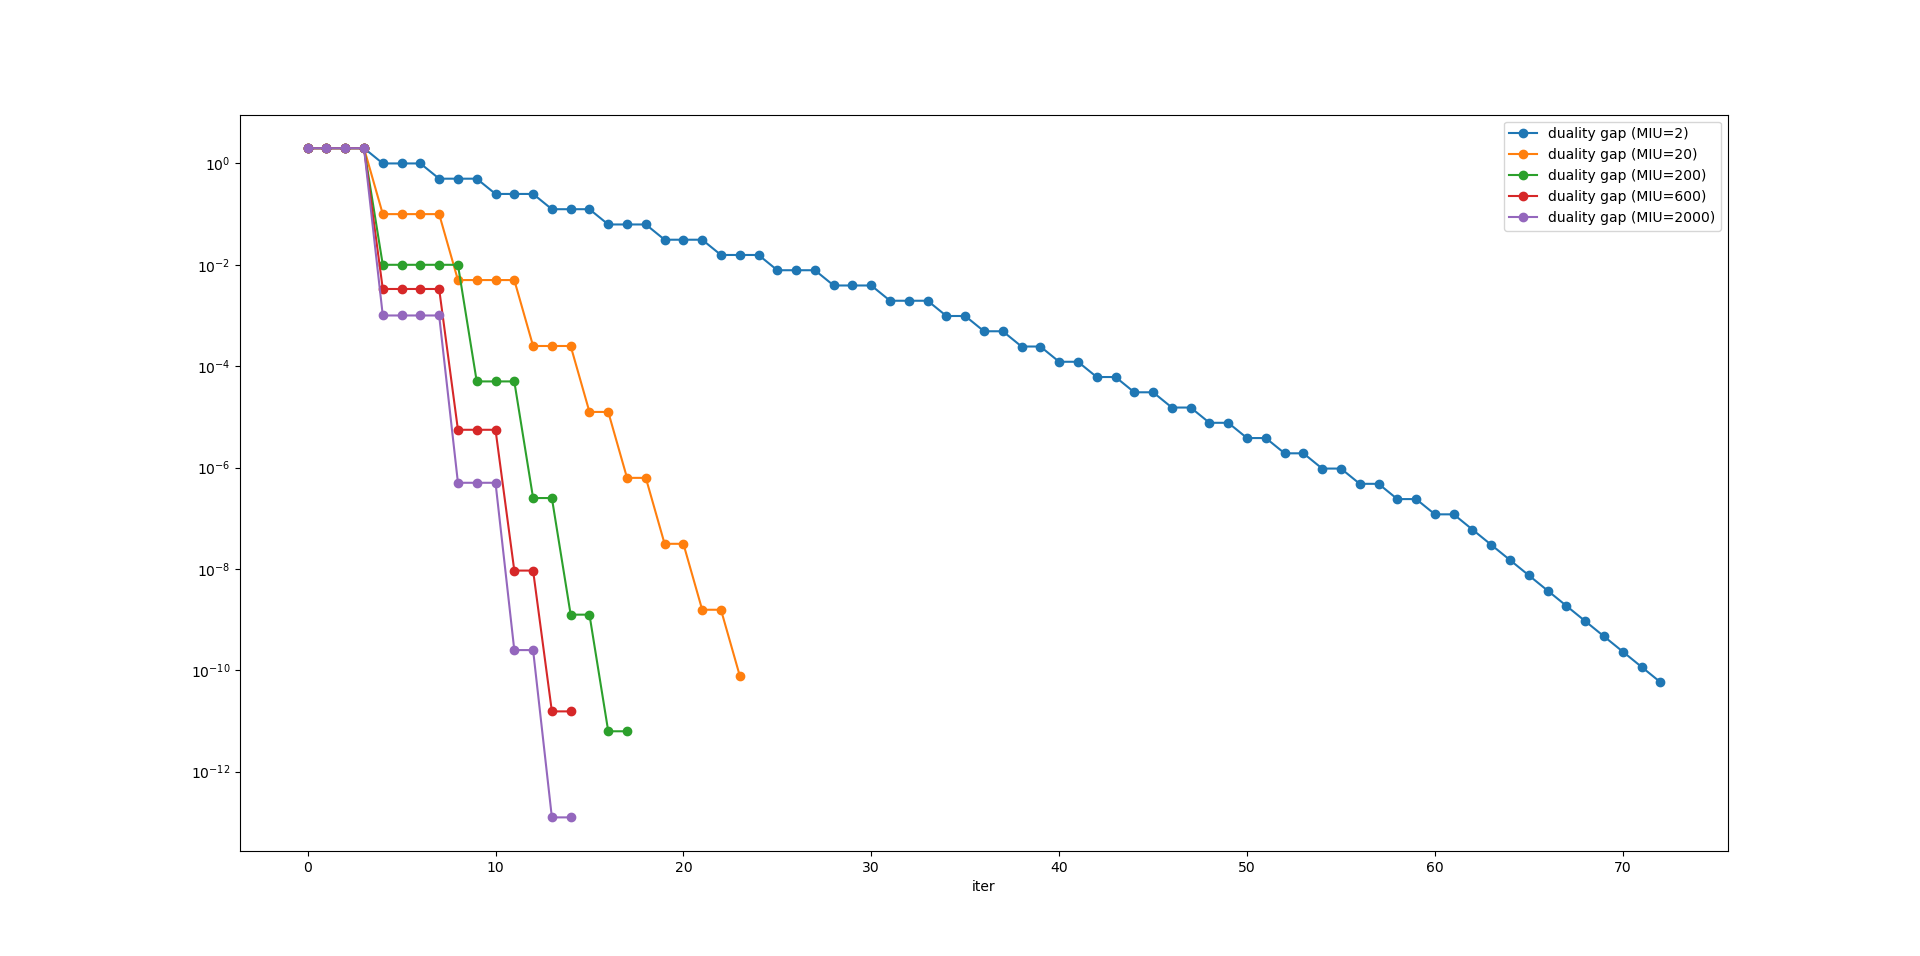 duality gap (MIU=2)
duality gap (MIU=20)
duality gap (MIU=200)
duality gap (MIU=600)
duality gap (MIU=2000)
10⁰
10⁻²
10⁻⁴
10⁻⁶
10⁻⁸
10⁻¹⁰
10⁻¹²
0 10 20 30 40 50 60 70
iter